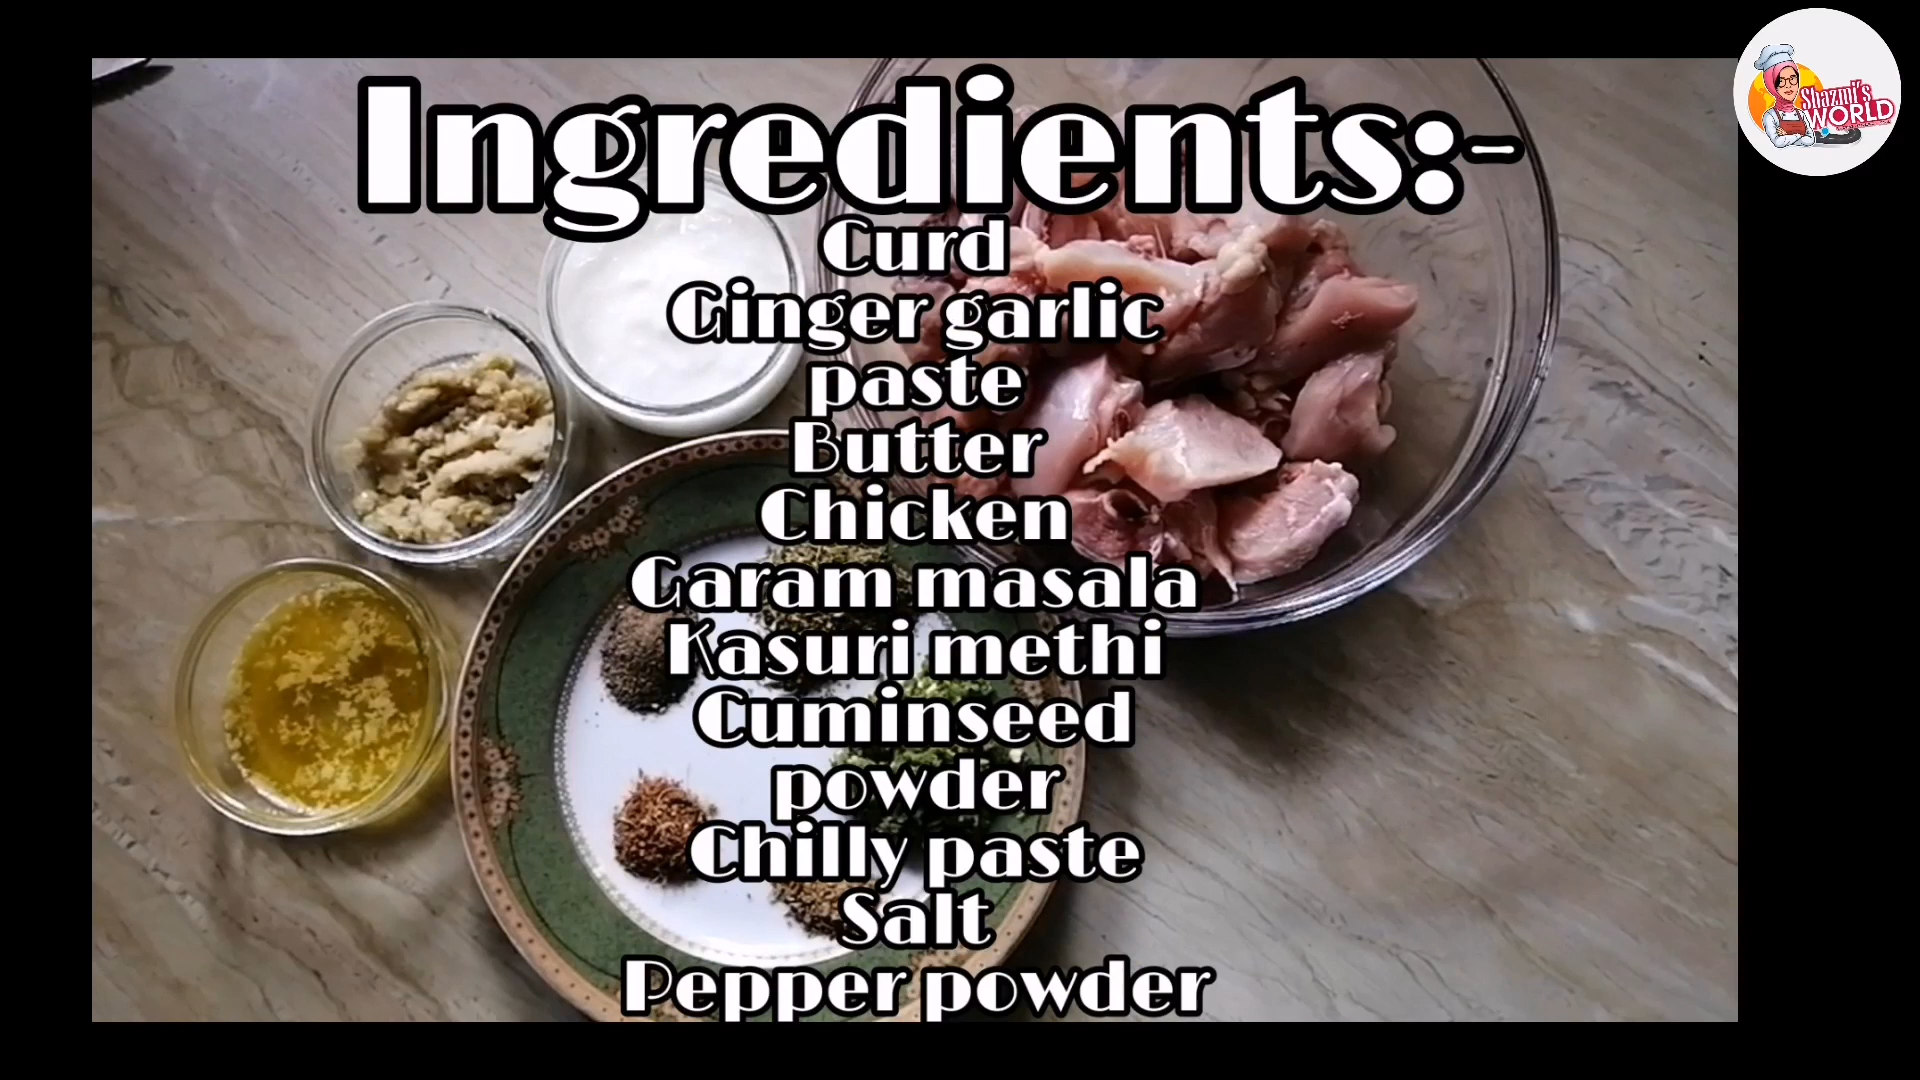 Ingredients:-
Curd
Ginger garlic
paste
Butter
Chicken
Garam masala
Kasuri methi
Cuminseed
powder
Chilly paste
Salt
Pepper powder
Shazmi's
WORLD